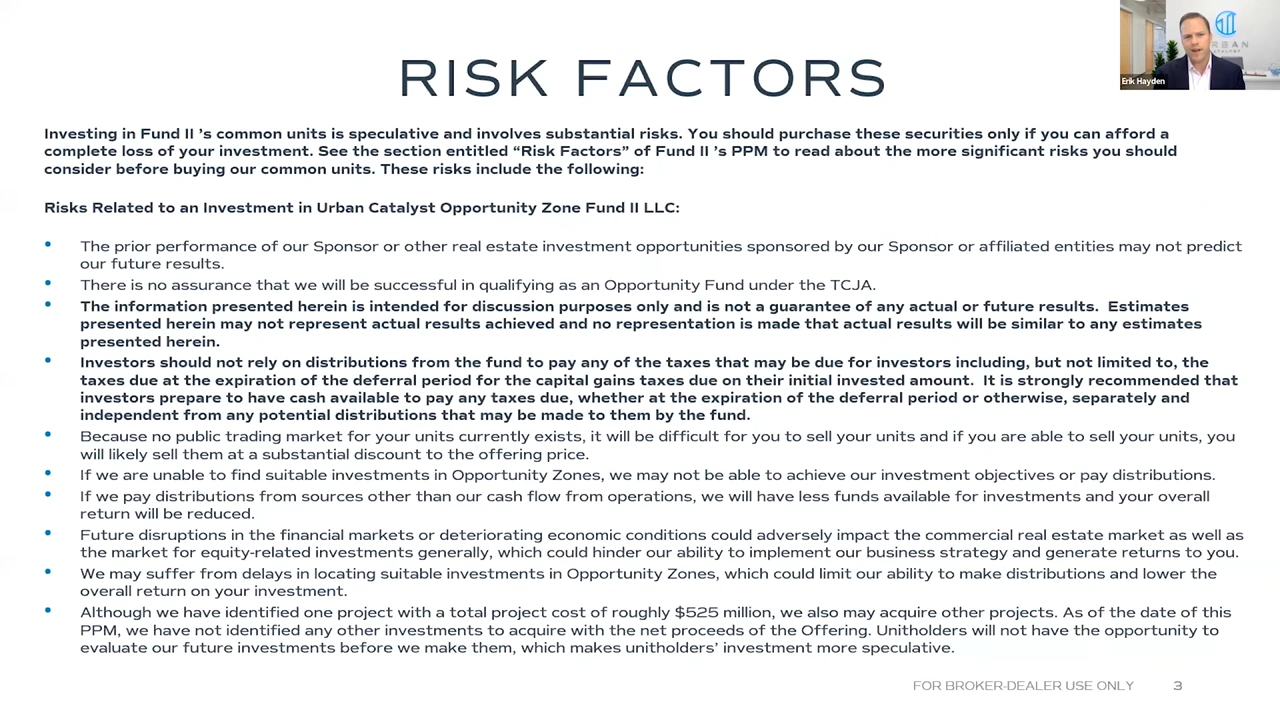 RISK FACTORS
Erik Hayden
Investing in Fund II 's common units is speculative and involves substantial risks. You should purchase these securities only if you can afford a
complete loss of your investment. See the section entitled “Risk Factors” of Fund II 's PPM to read about the more significant risks you should
consider before buying our common units. These risks include the following:
Risks Related to an Investment in Urban Catalyst Opportunity Zone Fund II LLC:
• The prior performance of our Sponsor or other real estate investment opportunities sponsored by our Sponsor or affiliated entities may not predict
our future results.
• There is no assurance that we will be successful in qualifying as an Opportunity Fund under the TCJA.
• The information presented herein is intended for discussion purposes only and is not a guarantee of any actual or future results. Estimates
presented herein may not represent actual results achieved and no representation is made that actual results will be similar to any estimates
presented herein.
• Investors should not rely on distributions from the fund to pay any of the taxes that may be due for investors including, but not limited to, the
taxes due at the expiration of the deferral period for the capital gains taxes due on their initial invested amount. It is strongly recommended that
investors prepare to have cash available to pay any taxes due, whether at the expiration of the deferral period or otherwise, separately and
independent from any potential distributions that may be made to them by the fund.
• Because no public trading market for your units currently exists, it will be difficult for you to sell your units and if you are able to sell your units, you
will likely sell them at a substantial discount to the offering price.
• If we are unable to find suitable investments in Opportunity Zones, we may not be able to achieve our investment objectives or pay distributions.
• If we pay distributions from sources other than our cash flow from operations, we will have less funds available for investments and your overall
return will be reduced.
• Future disruptions in the financial markets or deteriorating economic conditions could adversely impact the commercial real estate market as well as
the market for equity-related investments generally, which could hinder our ability to implement our business strategy and generate returns to you.
• We may suffer from delays in locating suitable investments in Opportunity Zones, which could limit our ability to make distributions and lower the
overall return on your investment.
• Although we have identified one project with a total project cost of roughly $525 million, we also may acquire other projects. As of the date of this
PPM, we have not identified any other investments to acquire with the net proceeds of the Offering. Unitholders will not have the opportunity to
evaluate our future investments before we make them, which makes unitholders' investment more speculative.
FOR BROKER-DEALER USE ONLY 3